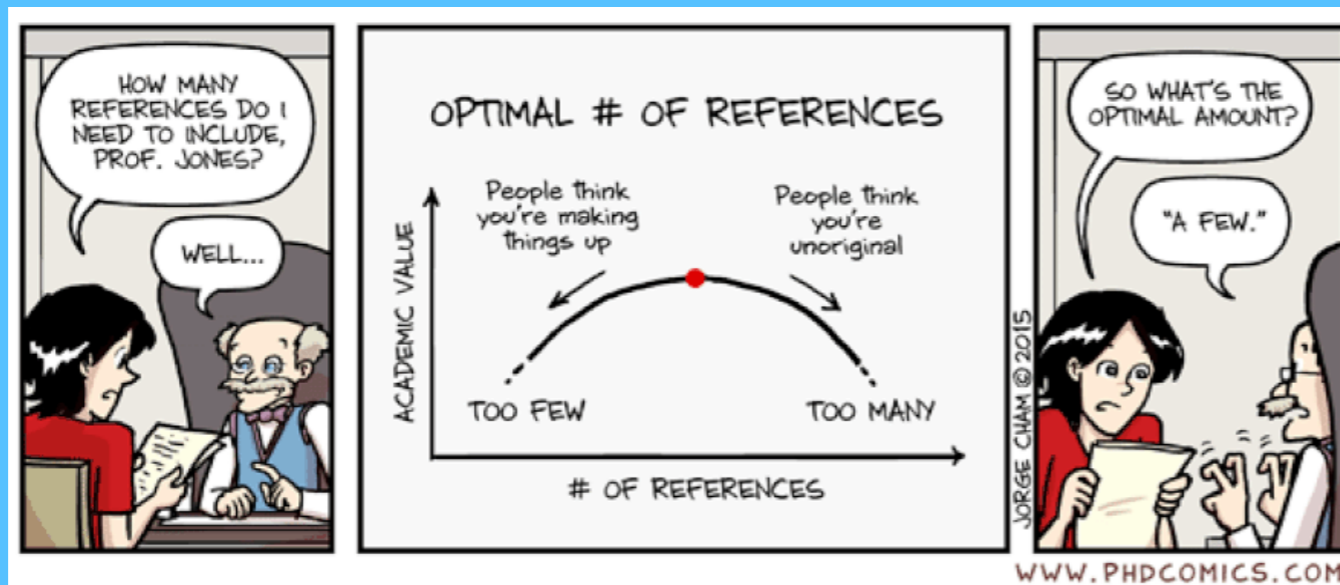 HOW MANY
REFERENCES DO I
NEED TO INCLUDE,
PROF. JONES?
WELL...
OPTIMAL # OF REFERENCES
People think
you're making
things up
People think
you're
unoriginal
ACADEMIC VALUE
TOO FEW
TOO MANY
# OF REFERENCES
JORGE CHAM © 2015
SO WHAT'S THE
OPTIMAL AMOUNT?
"A FEW."
WWW.PHDCOMICS.COM